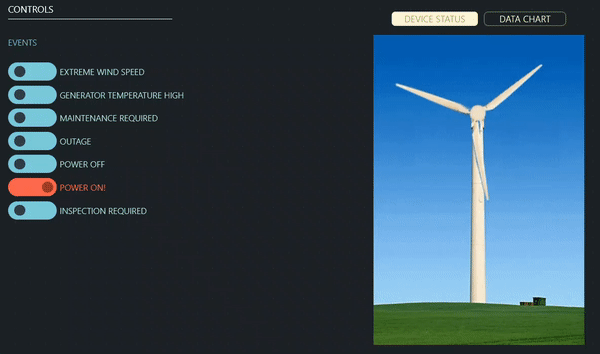 CONTROLS
DEVICE STATUS
DATA CHART
EVENTS
EXTREME WIND SPEED
GENERATOR TEMPERATURE HIGH
MAINTENANCE REQUIRED
OUTAGE
POWER OFF
POWER ON!
INSPECTION REQUIRED